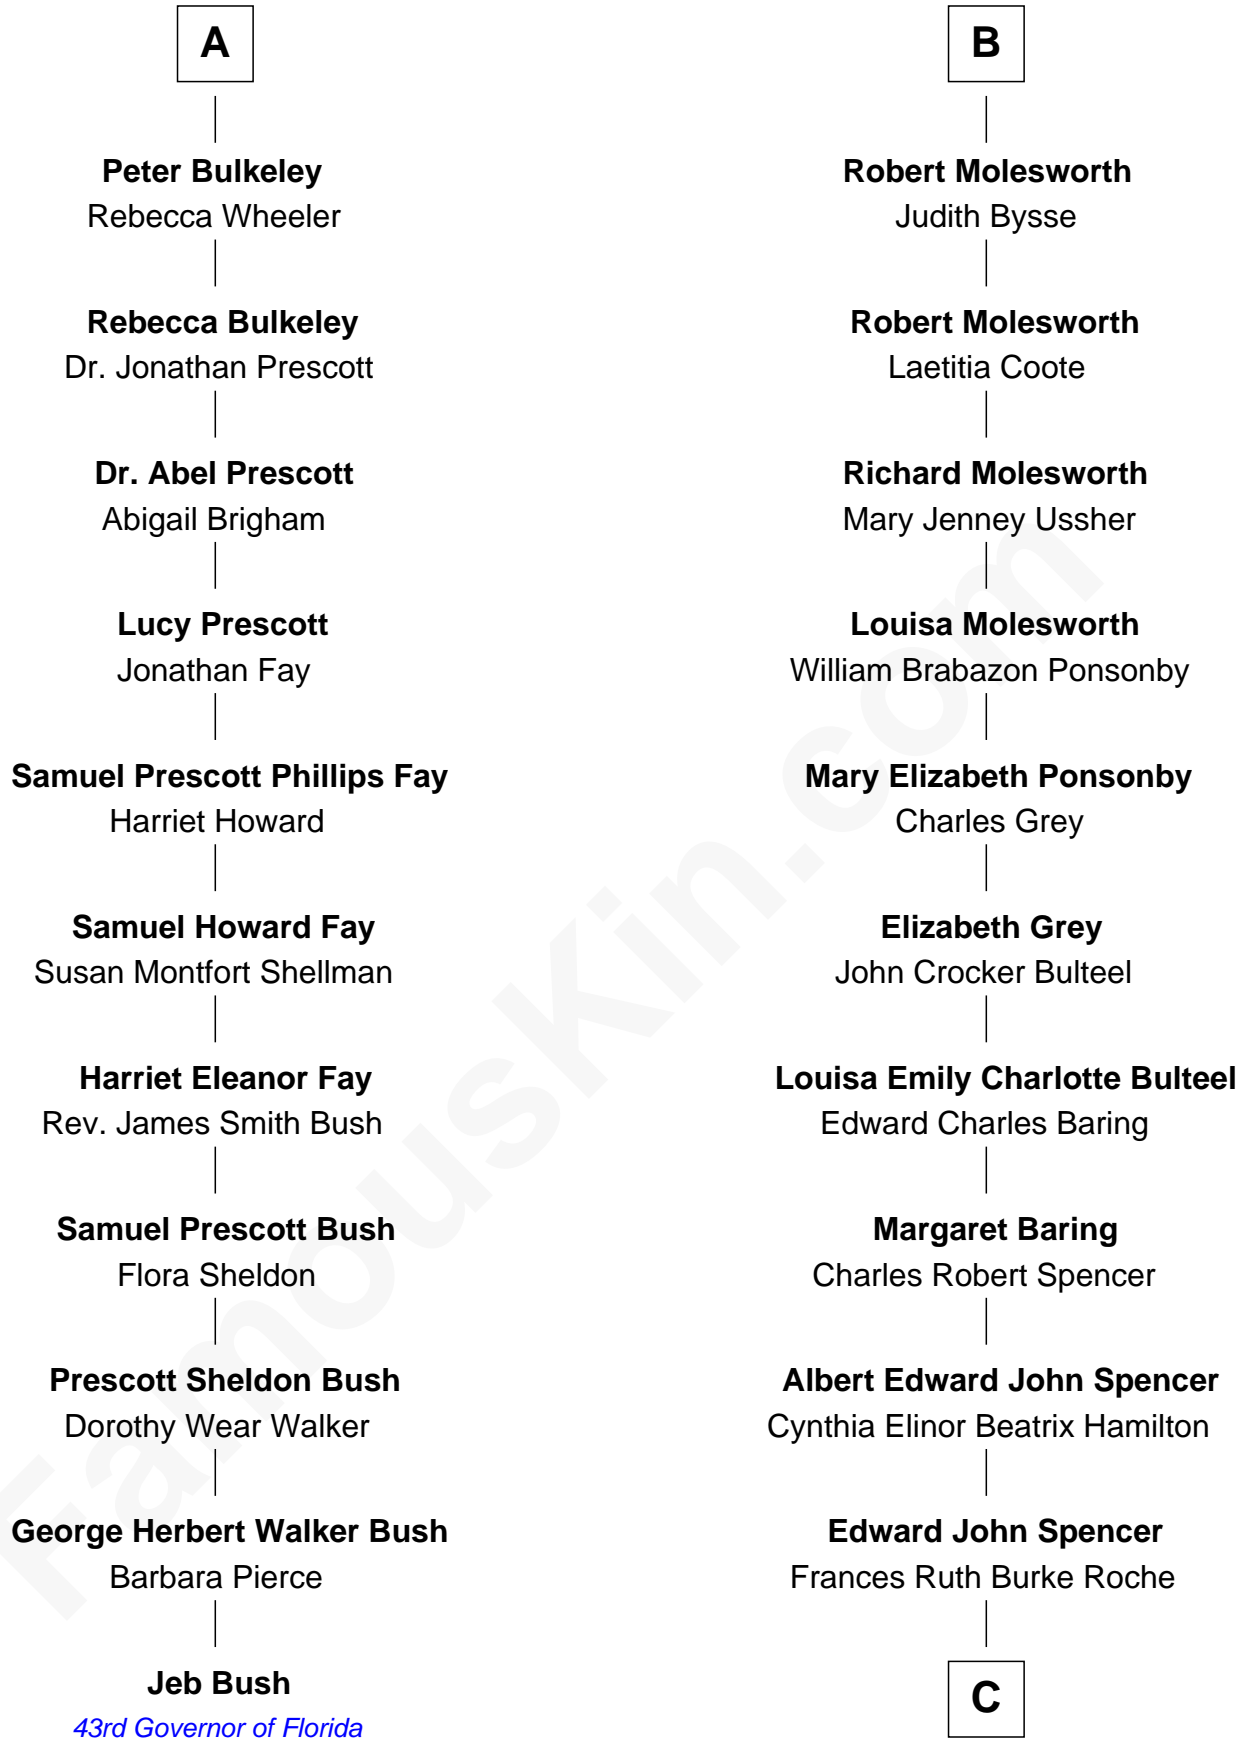 A
Peter Bulkeley
Rebecca Wheeler
Rebecca Bulkeley
Dr. Jonathan Prescott
Dr. Abel Prescott
Abigail Brigham
Lucy Prescott
Jonathan Fay
Samuel Prescott Phillips Fay
Harriet Howard
Samuel Howard Fay
Susan Montfort Shellman
Harriet Eleanor Fay
Rev. James Smith Bush
Samuel Prescott Bush
Flora Sheldon
Prescott Sheldon Bush
Dorothy Wear Walker
George Herbert Walker Bush
Barbara Pierce
Jeb Bush
43rd Governor of Florida
B
Robert Molesworth
Judith Bysse
Robert Molesworth
Laetitia Coote
Richard Molesworth
Mary Jenney Ussher
Louisa Molesworth
William Brabazon Ponsonby
Mary Elizabeth Ponsonby
Charles Grey
Elizabeth Grey
John Crocker Bulteel
Louisa Emily Charlotte Bulteel
Edward Charles Baring
Margaret Baring
Charles Robert Spencer
Albert Edward John Spencer
Cynthia Elinor Beatrix Hamilton
Edward John Spencer
Frances Ruth Burke Roche
C
FamousKin.com